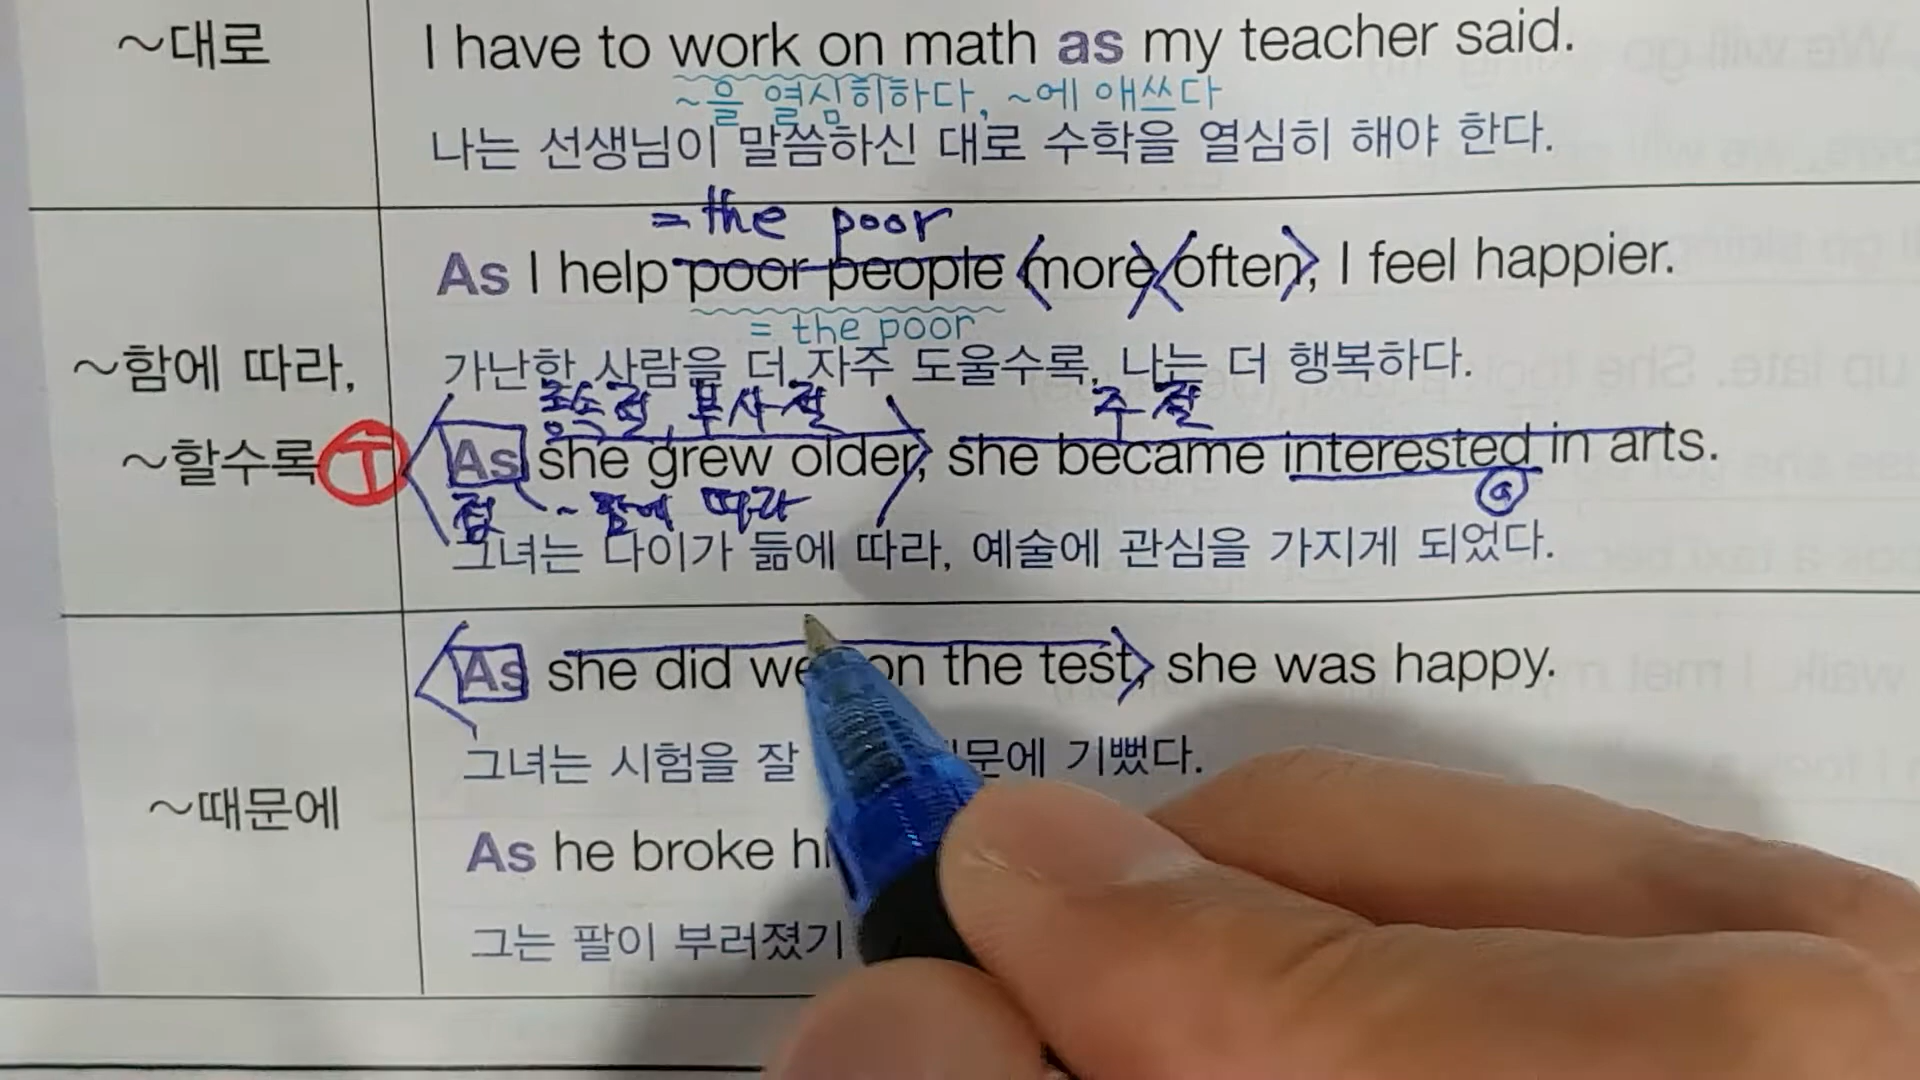 ~대로
I have to work on math as my teacher said.
~을 열심히하다, ~에 애쓰다
나는 선생님이 말씀하신 대로 수학을 열심히 해야 한다.
= the poor
As I help poor people more often, I feel happier.
= the poor
가난한 사람을 더 자주 도울수록, 나는 더 행복하다.
~함에 따라,
~할수록
부사절
주절
As she grew older, she became interested in arts.
접 ~함에 따라
ⓐ
그녀는 나이가 듦에 따라, 예술에 관심을 가지게 되었다.
As she did we on the test, she was happy.
그녀는 시험을 잘 문에 기뻤다.
~때문에
As he broke
그는 팔이 부러졌기